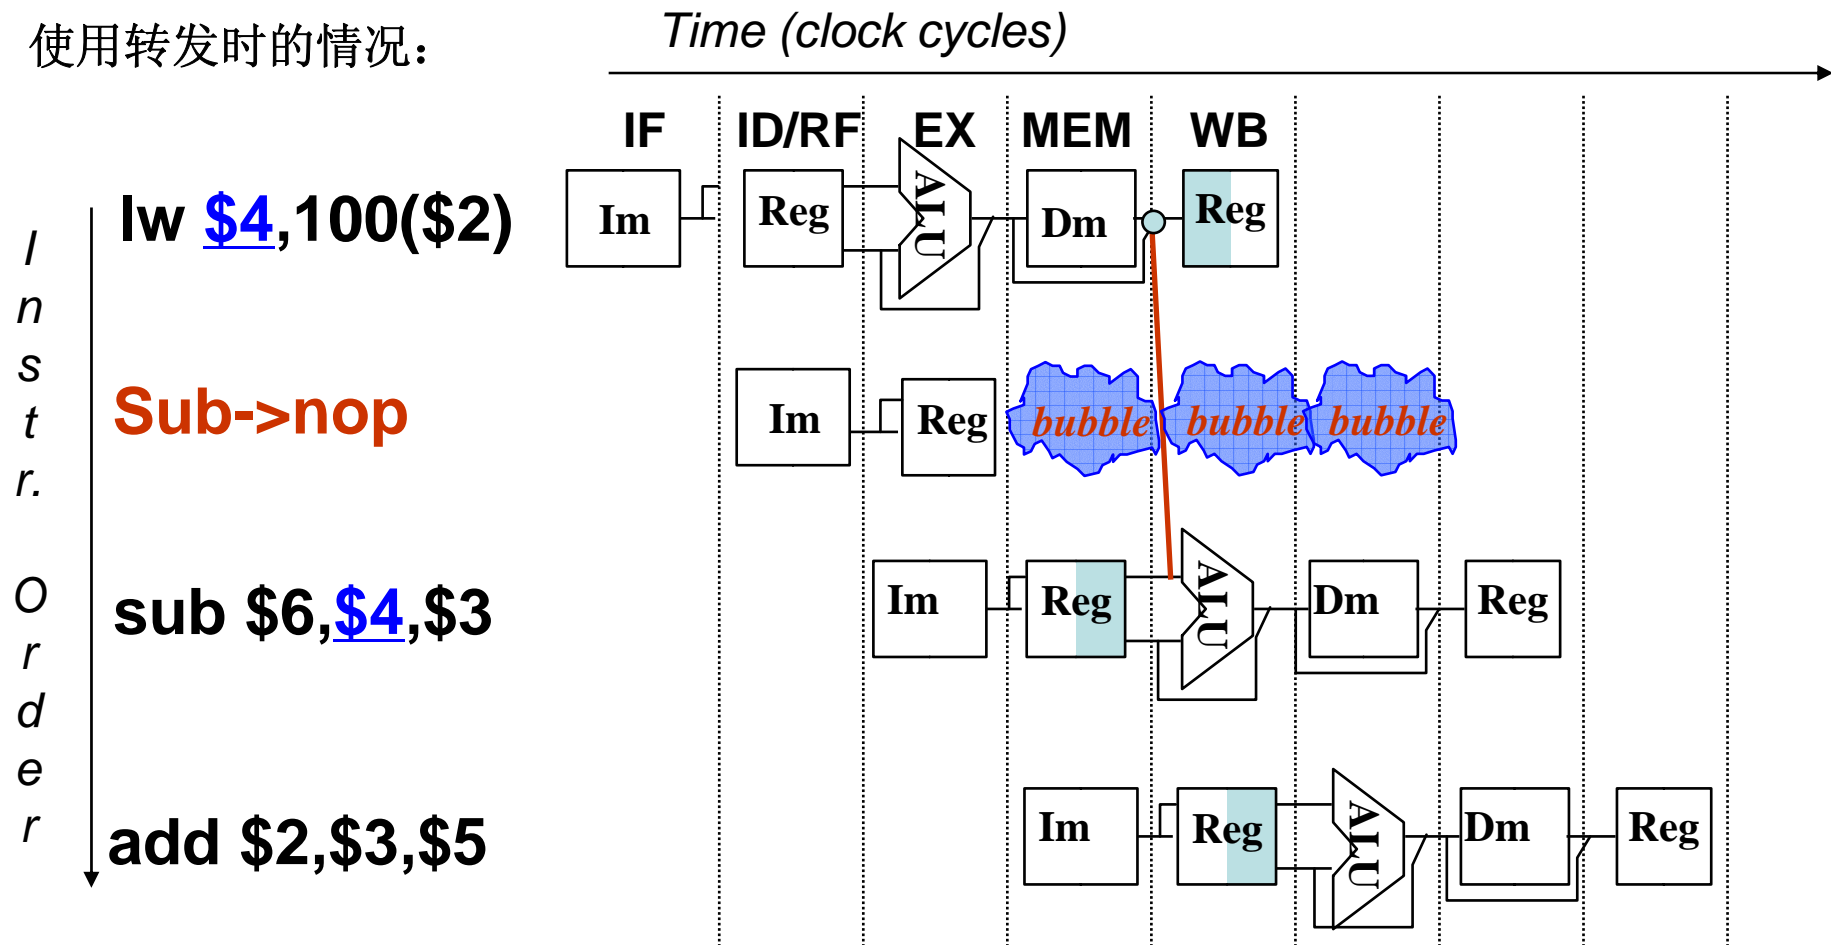 使用转发时的情况：
Time (clock cycles)
IF ID/RF EX MEM WB
Instr. Order
lw $4,100($2)
Im Reg ALU Dm Reg
Sub->nop
Im Reg bubble bubble bubble
sub $6,$4,$3
Im Reg ALU Dm Reg
add $2,$3,$5
Im Reg ALU Dm Reg